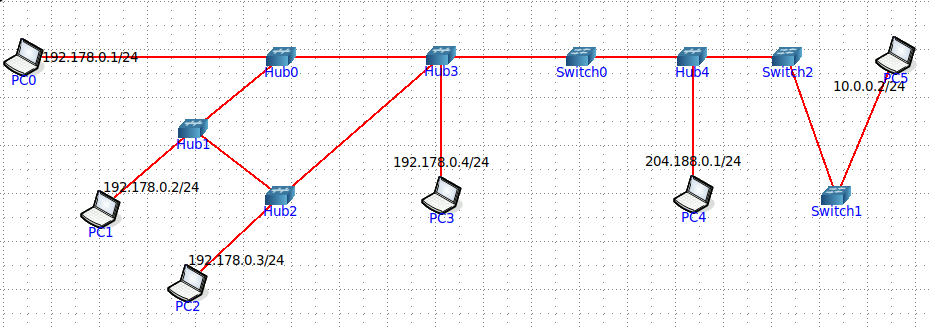 192.178.0.1/24
PC0
Hub0
Hub3
Switch0
Hub4
Switch2
PC5
10.0.0.2/24
Hub1
192.178.0.4/24
204.188.0.1/24
192.178.0.2/24
PC1
Hub2
PC3
PC4
Switch1
192.178.0.3/24
PC2